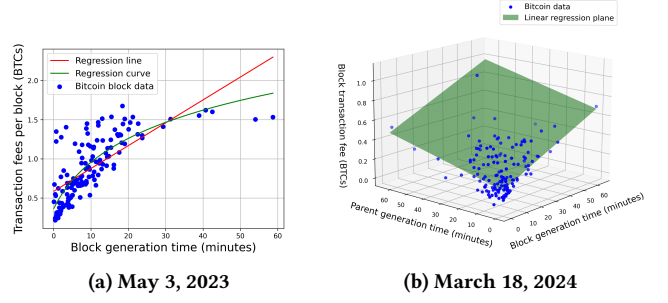 Regression line
Regression curve
Bitcoin block data
Transaction fees per block (BTCs)
2.0
1.5
1.0
0.5
0
10
20
30
40
50
60
Block generation time (minutes)
(a) May 3, 2023
Bitcoin data
Linear regression plane
Block transaction fee (BTCs)
1.0
0.8
0.6
0.4
0.2
0.0
60
50
40
30
20
10
0
Parent generation time (minutes)
0
10
20
30
40
50
60
Block generation time (minutes)
(b) March 18, 2024